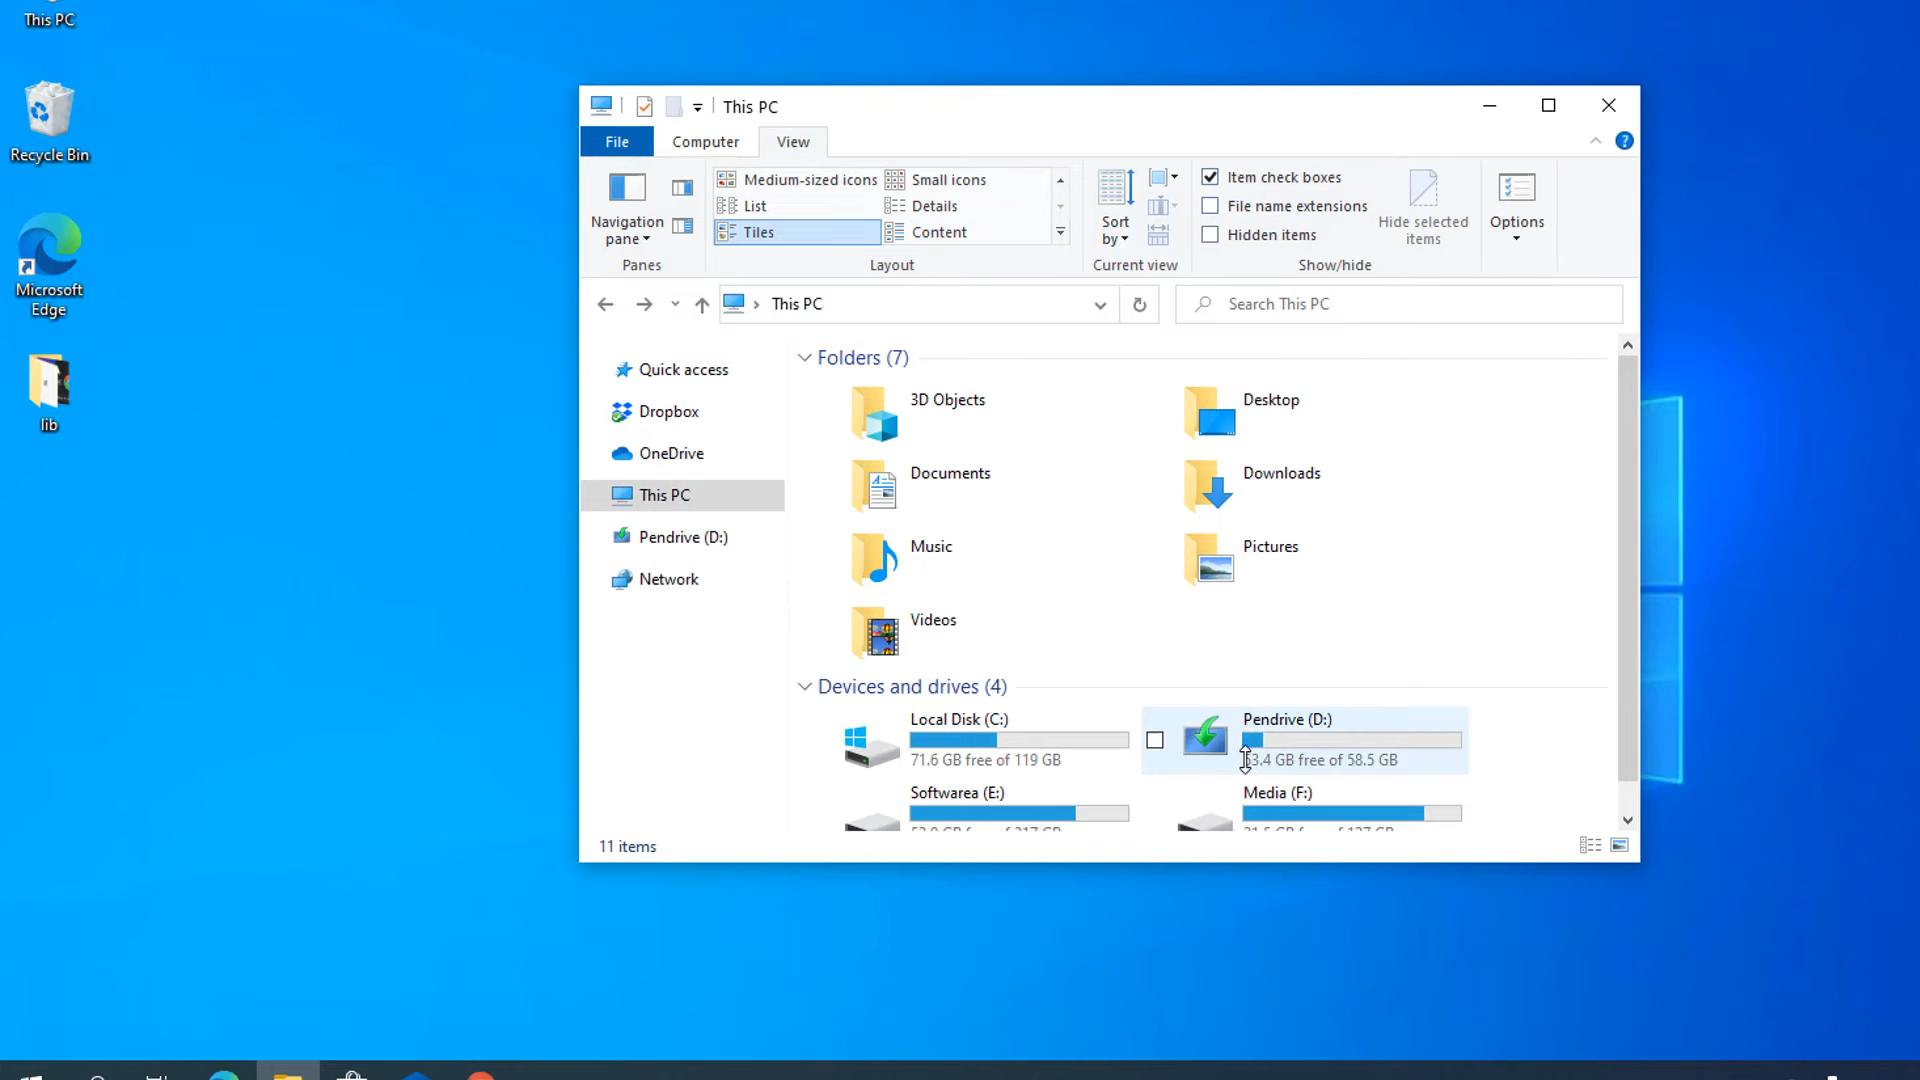 This PC
Recycle Bin
Microsoft
Edge
lib
This PC
File Computer View
Navigation
pane
Panes
Medium-sized icons Small icons
List Details
Tiles Content
Layout
Sort
by
Current view
Item check boxes
File name extensions
Hidden items
Hide selected
items
Show/hide
Options
This PC
Search This PC
Quick access
Dropbox
OneDrive
This PC
Pendrive (D:)
Network
Folders (7)
3D Objects Desktop
Documents Downloads
Music Pictures
Videos
Devices and drives (4)
Local Disk (C:)
71.6 GB free of 119 GB
Pendrive (D:)
GB free of 58.5 GB
Softwarea (E:)
Media (F:)
11 items